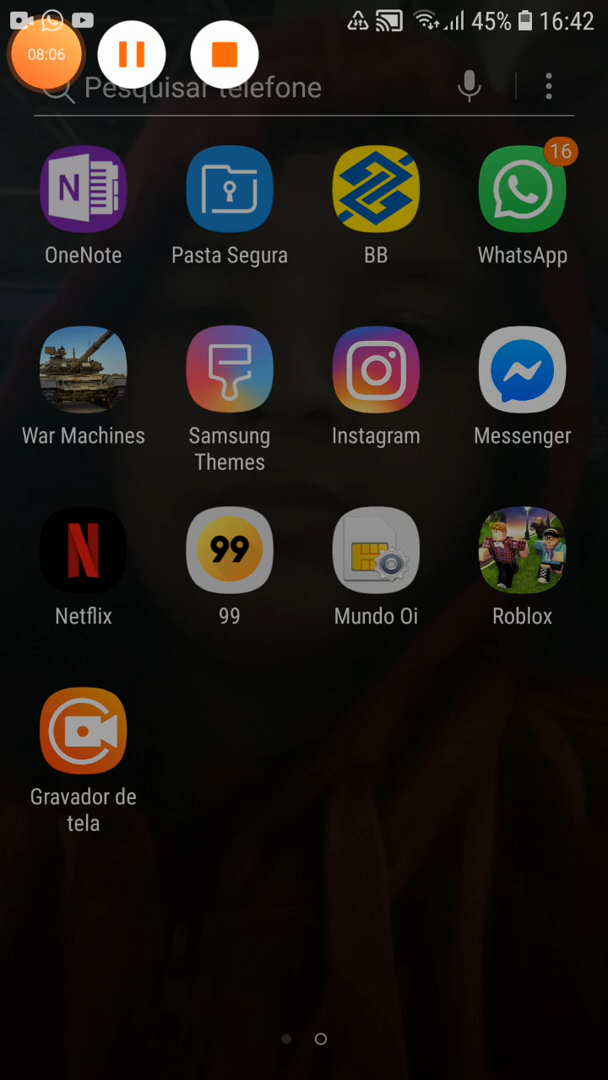 45% 16:42
08:06
Pesquisar telefone
16
N
OneNote Pasta Segura BB WhatsApp
War Machines Samsung Themes Instagram Messenger
N 99
Netflix 99 Mundo Oi Roblox
Gravador de
tela